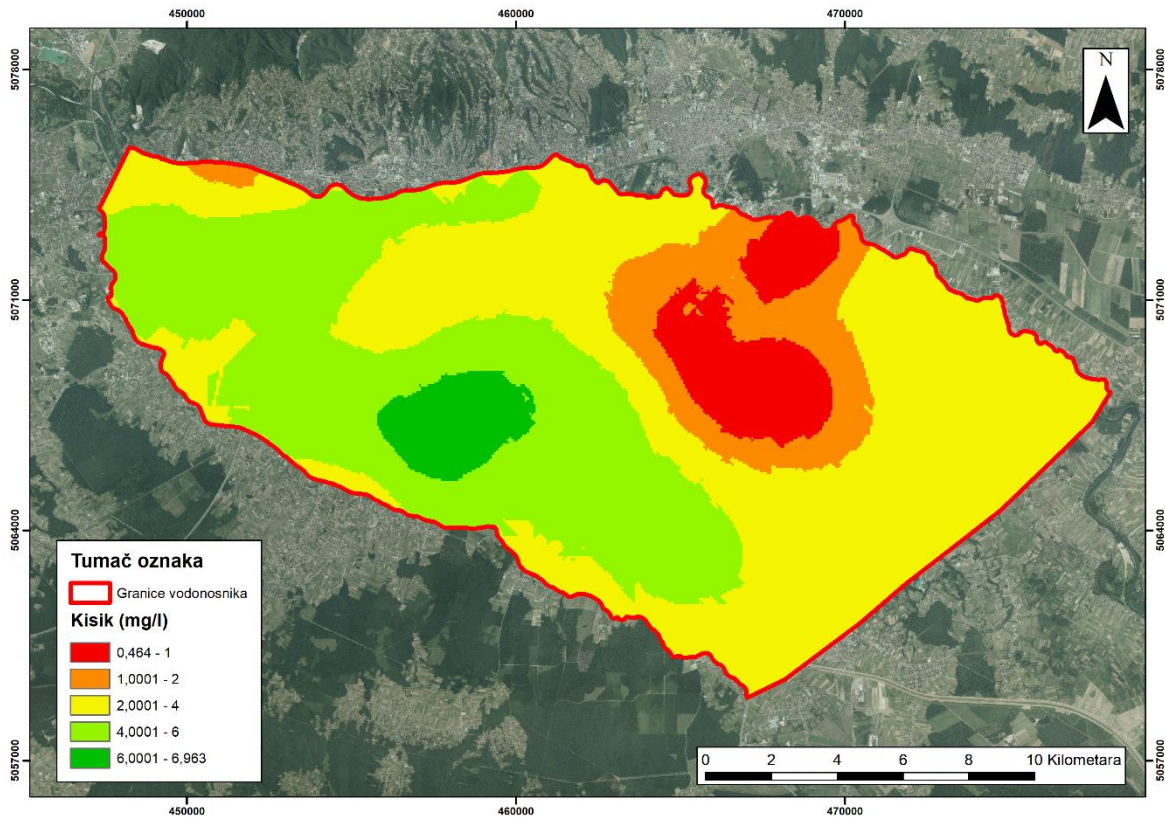 450000
460000
470000
5078000
5078000
N
5071000
5071000
5064000
5064000
Tumač oznaka
Granice vodonosnika
Kisik (mg/l)
0,464 - 1
1,0001 - 2
2,0001 - 4
4,0001 - 6
6,0001 - 6,963
0 2 4 6 8 10 Kilometara
5057000
5057000
450000
460000
470000